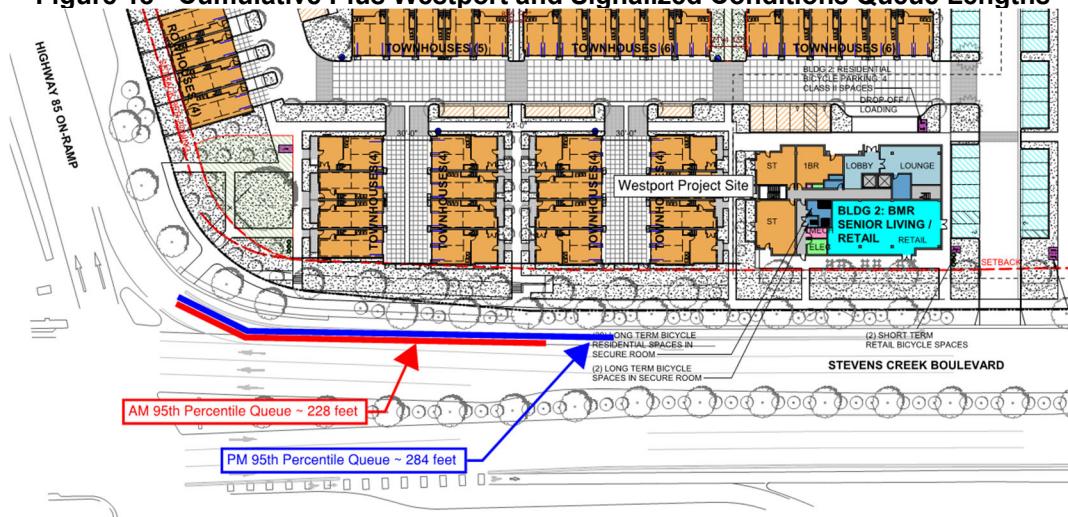 Cumulative Plus Westport and Signalized Conditions Queue Lengths
HIGHWAY 85 ON-RAMP
ROWHOUSES (4)
TOWNHOUSES (5)
TOWNHOUSES (6)
TOWNHOUSES (6)
BLDG 2: RESIDENTIAL
BICYCLE PARKING: 4
CLASS II SPACES
DROP-OFF /
LOADING
30'-0"
24'-0"
30'-0"
TOWNHOUSES (4)
TOWNHOUSES (4)
TOWNHOUSES (4)
TOWNHOUSES (4)
Westport Project Site
ST
1BR
LOBBY
LOUNGE
ST
BLDG 2: BMR
SENIOR LIVING /
RETAIL
RETAIL
ELEC
SETBACK
LONG TERM BICYCLE
RESIDENTIAL SPACES IN
SECURE ROOM
(2) LONG TERM BICYCLE
SPACES IN SECURE ROOM
(2) SHORT TERM
RETAIL BICYCLE SPACES
STEVENS CREEK BOULEVARD
AM 95th Percentile Queue ~ 228 feet
PM 95th Percentile Queue ~ 284 feet